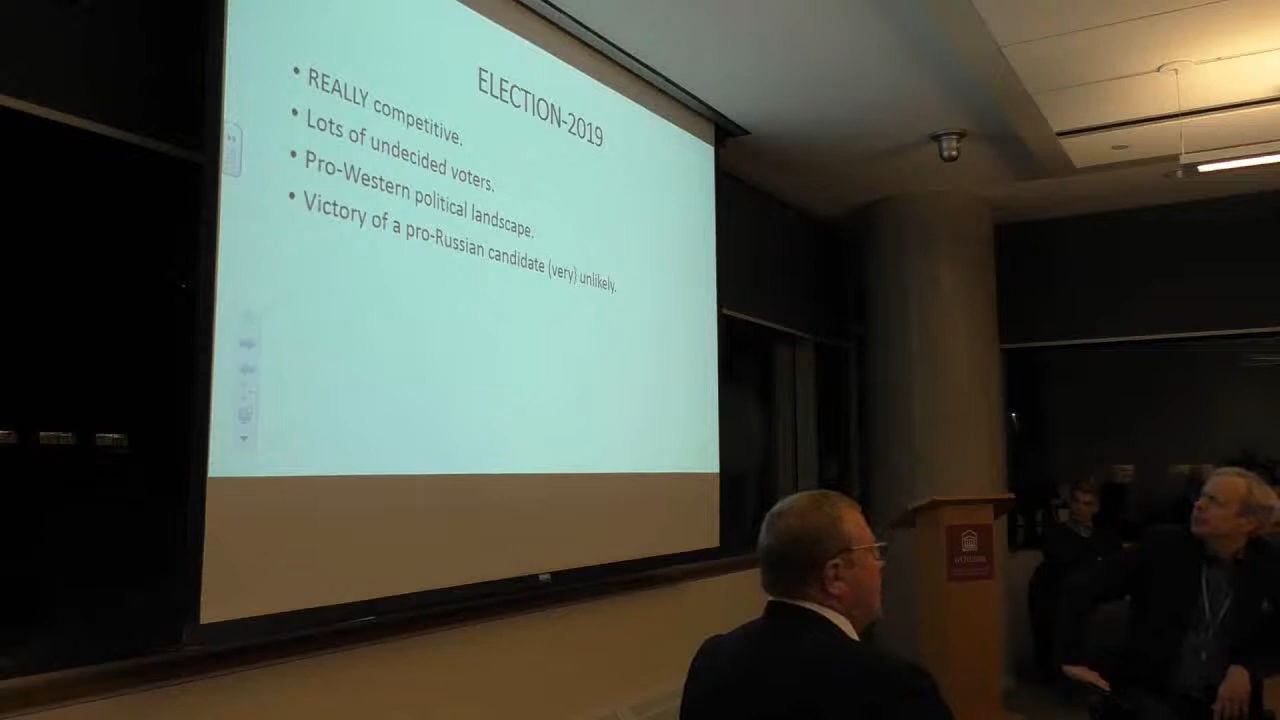 ELECTION-2019
• REALLY competitive.
• Lots of undecided voters.
• Pro-Western political landscape.
• Victory of a pro-Russian candidate (very) unlikely.